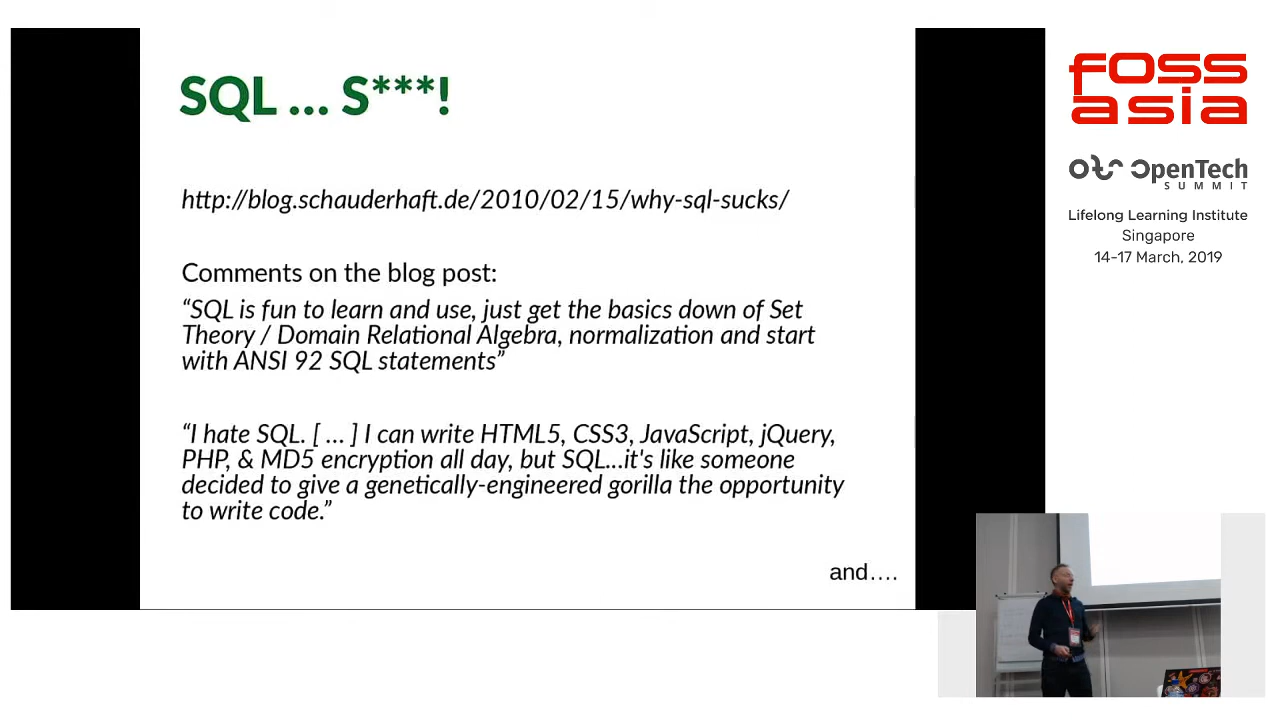 SQL ... S***!
http://blog.schauderhaft.de/2010/02/15/why-sql-sucks/
Comments on the blog post:
“SQL is fun to learn and use, just get the basics down of Set
Theory / Domain Relational Algebra, normalization and start
with ANSI 92 SQL statements”
“I hate SQL. [ ... ] I can write HTML5, CSS3, JavaScript, jQuery,
PHP, & MD5 encryption all day, but SQL...it's like someone
decided to give a genetically-engineered gorilla the opportunity
to write code.”
and....
FOSS
asia
OpenTech
SUMMIT
Lifelong Learning Institute
Singapore
14-17 March, 2019